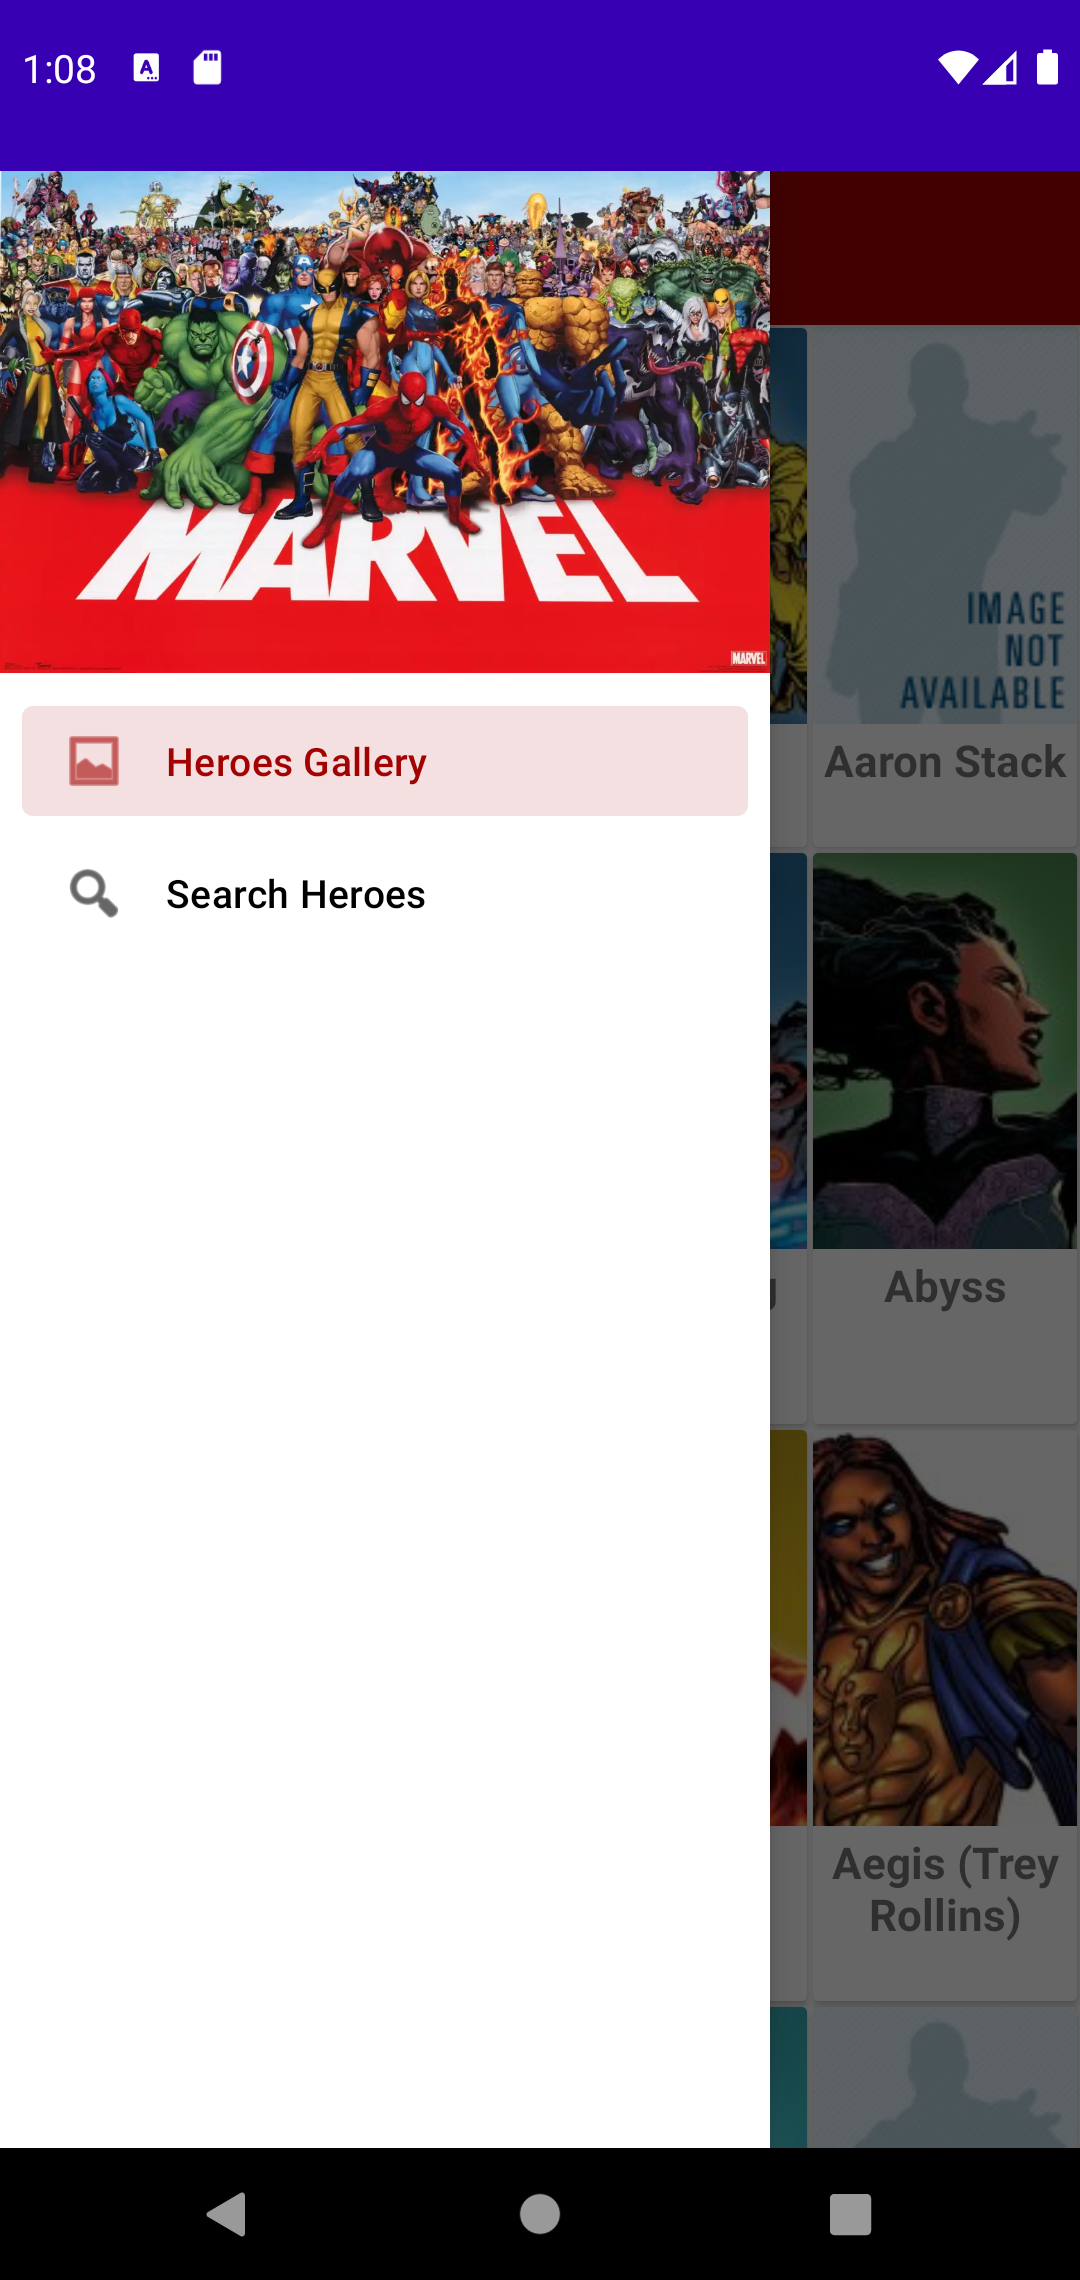 1:08
MARVEL
MARVEL
Heroes Gallery
Search Heroes
IMAGE
NOT
AVAILABLE
Aaron Stack
Abyss
Aegis (Trey
Rollins)